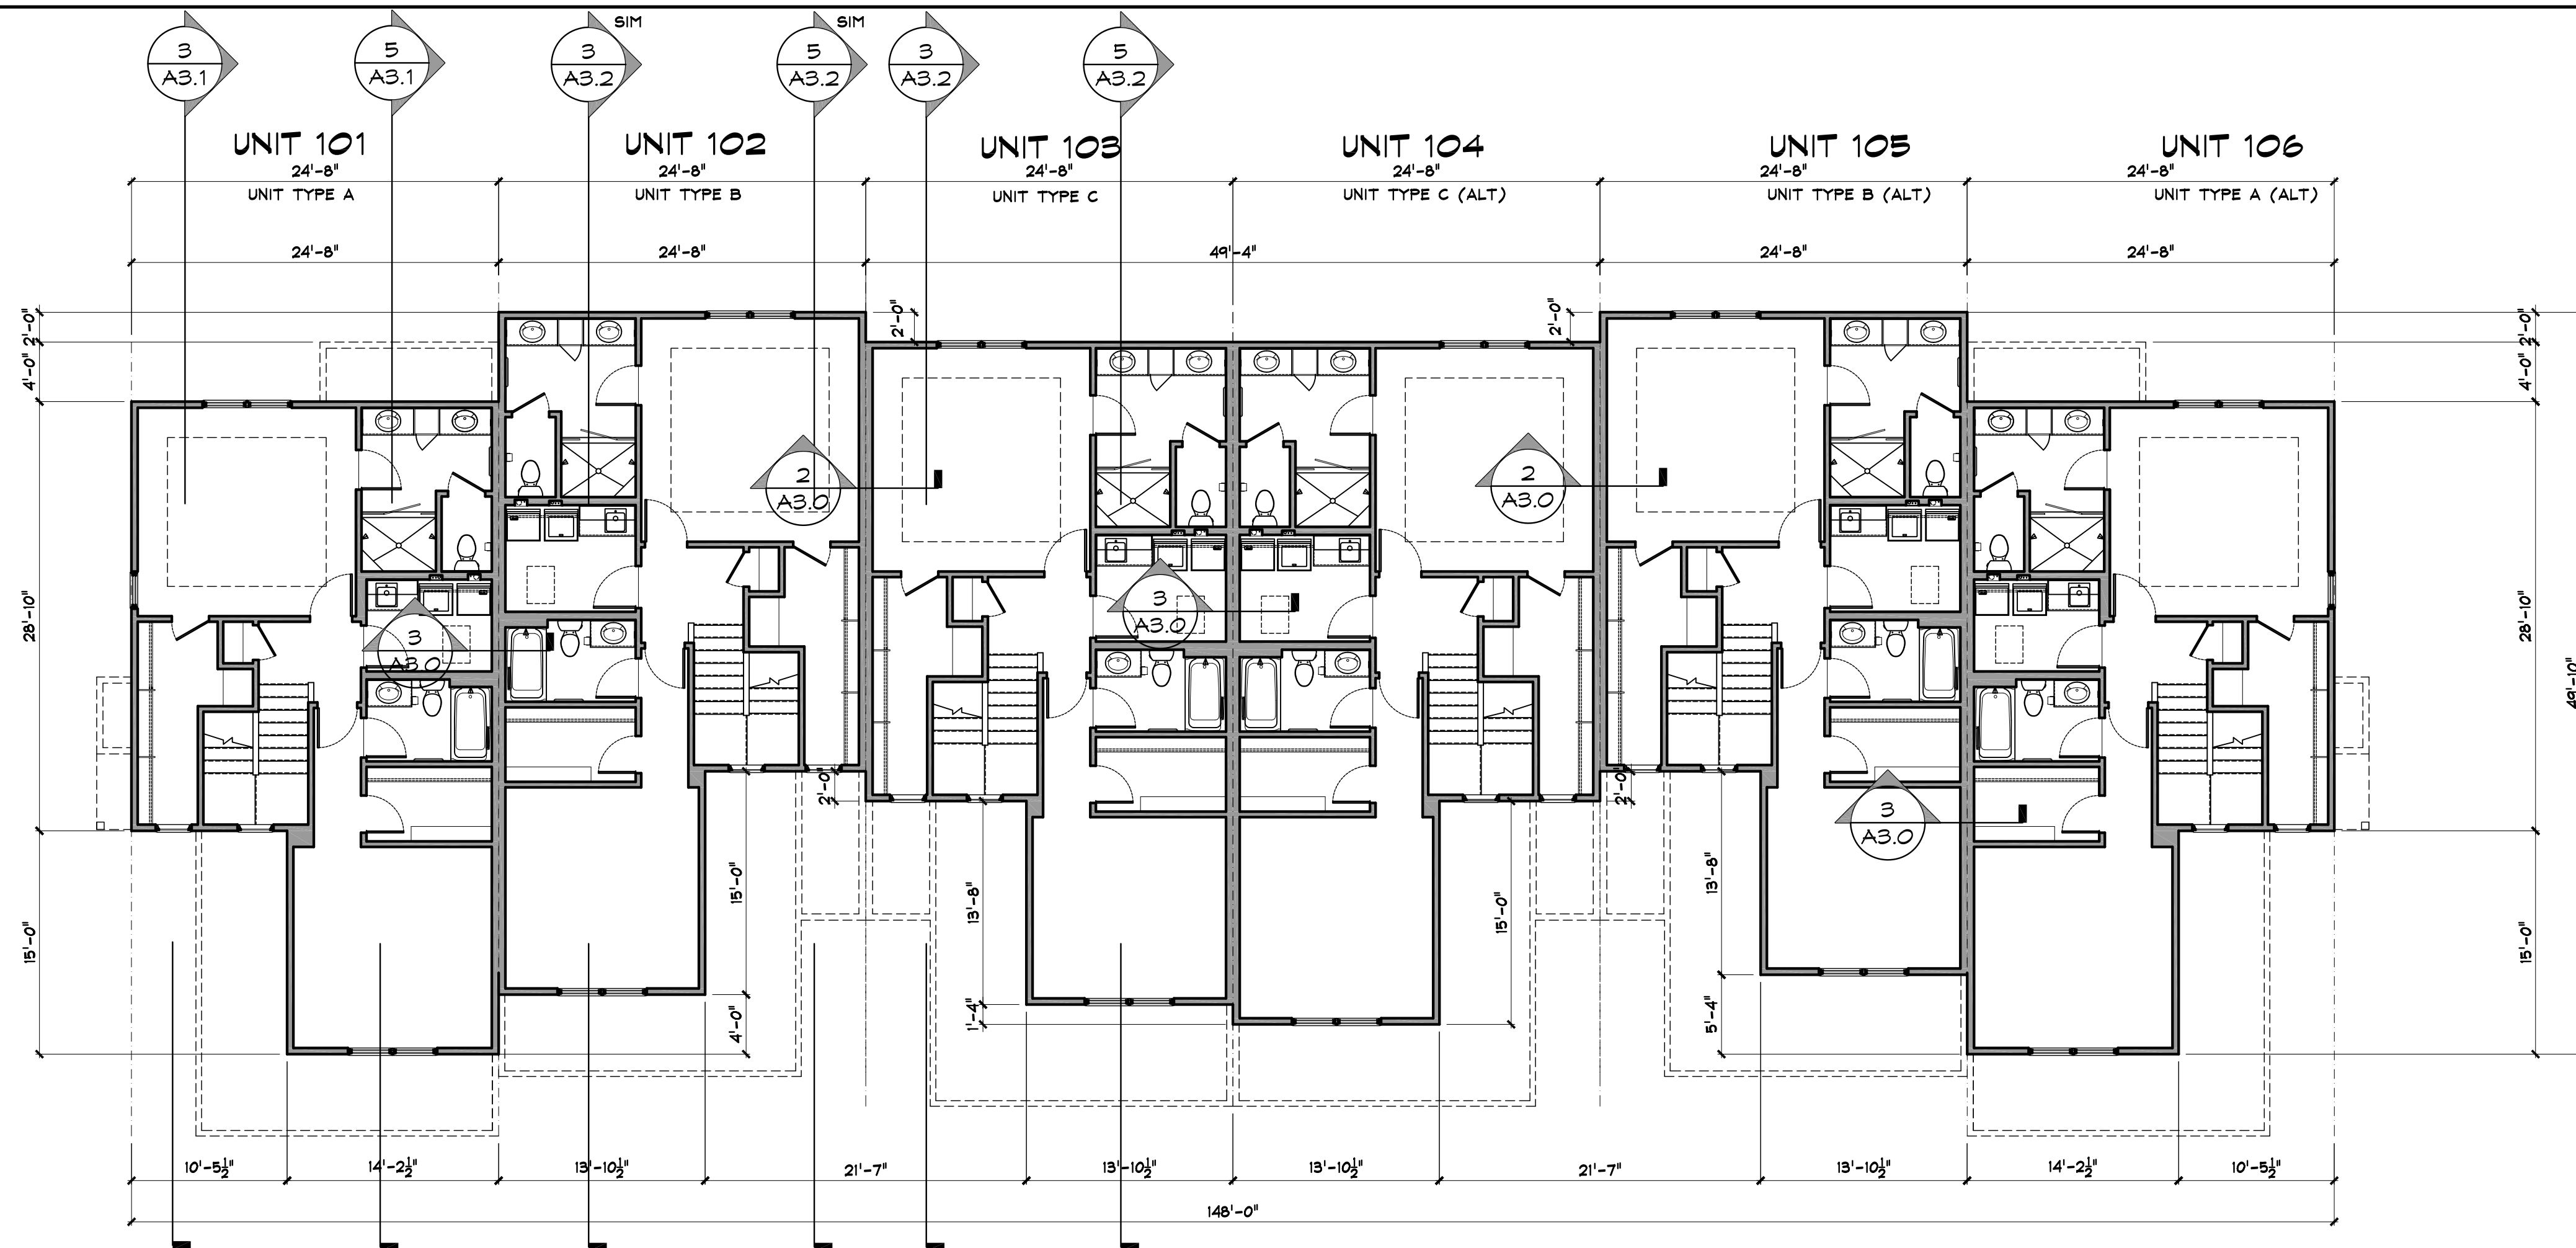 SIM SIM
3 5 3 5 3 5
A3.1 A3.1 A3.2 A3.2 A3.2 A3.2
UNIT 101 UNIT 102 UNIT 103 UNIT 104 UNIT 105 UNIT 106
24'-8" 24'-8" 24'-8" 24'-8" 24'-8" 24'-8"
UNIT TYPE A UNIT TYPE B UNIT TYPE C UNIT TYPE C (ALT) UNIT TYPE B (ALT) UNIT TYPE A (ALT)
24'-8" 24'-8" 49'-4" 24'-8" 24'-8"
2'-0" 2'-0" 2'-0" 2'-0"
4'-0" 4'-0"
2 2
A3.0 A3.0
28'-10" 3 28'-10"
A3.0
3
A3.0
49'-10"
2'-0" 2'-0"
3
A3.0
15'-0" 15'-0" 13'-8" 15'-0" 13'-8" 15'-0"
4'-0" 1'-4" 5'-4"
10'-5½" 14'-2½" 13'-10½" 21'-7" 13'-10½" 13'-10½" 21'-7" 13'-10½" 14'-2½" 10'-5½"
148'-0"